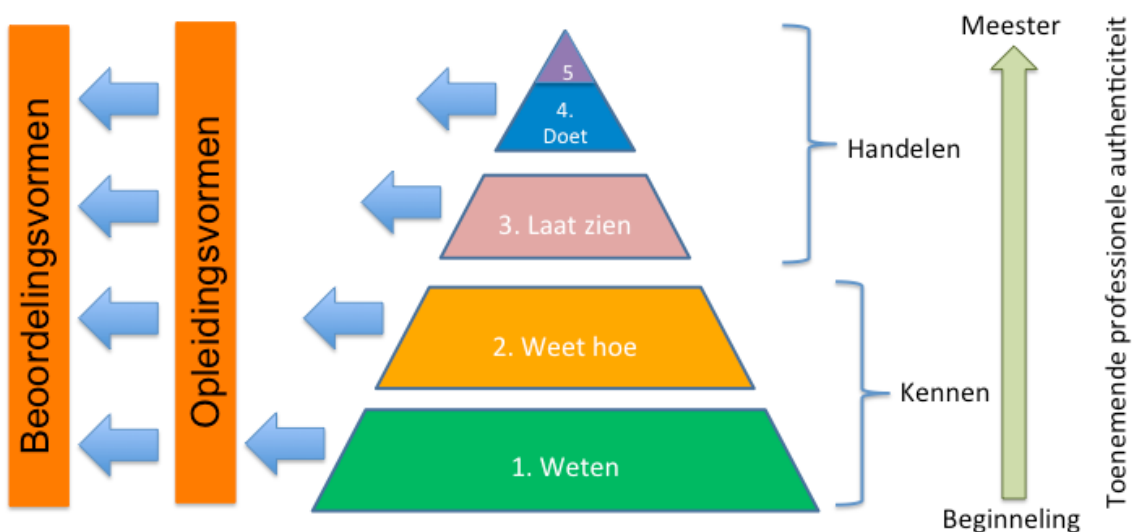 Beoordelingsvormen
Opleidingsvormen
5
4.
Doet
3. Laat zien
2. Weet hoe
1. Weten
Handelen
Kennen
Meester
Beginneling
Toenemende professionele authenticiteit